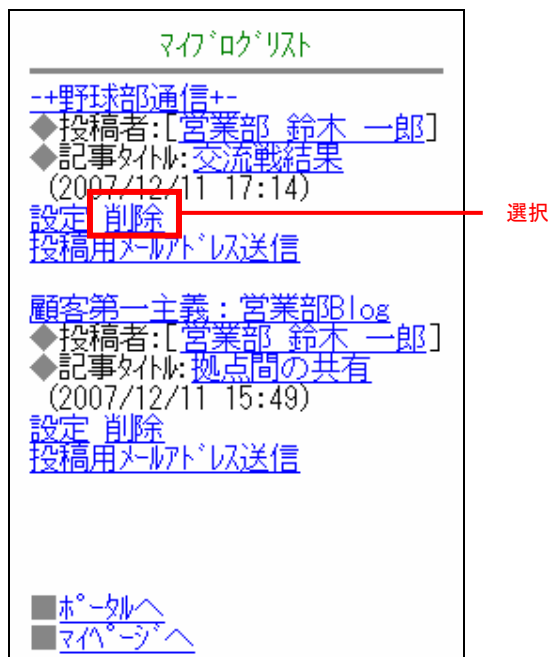 ﾏｲﾌﾞﾛｸﾞﾘｽﾄ
-+野球部通信+-
◆投稿者:[営業部 鈴木 一郎]
◆記事ﾀｲﾄﾙ:交流戦結果
(2007/12/11 17:14)
設定 削除
選択
投稿用ﾒｰﾙｱﾄﾞﾚｽ送信
顧客第一主義：営業部Blog
◆投稿者:[営業部 鈴木 一郎]
◆記事ﾀｲﾄﾙ:拠点間の共有
(2007/12/11 15:49)
設定 削除
投稿用ﾒｰﾙｱﾄﾞﾚｽ送信
■ﾎﾟｰﾀﾙへ
■ﾏｲﾍﾟｰｼﾞへ